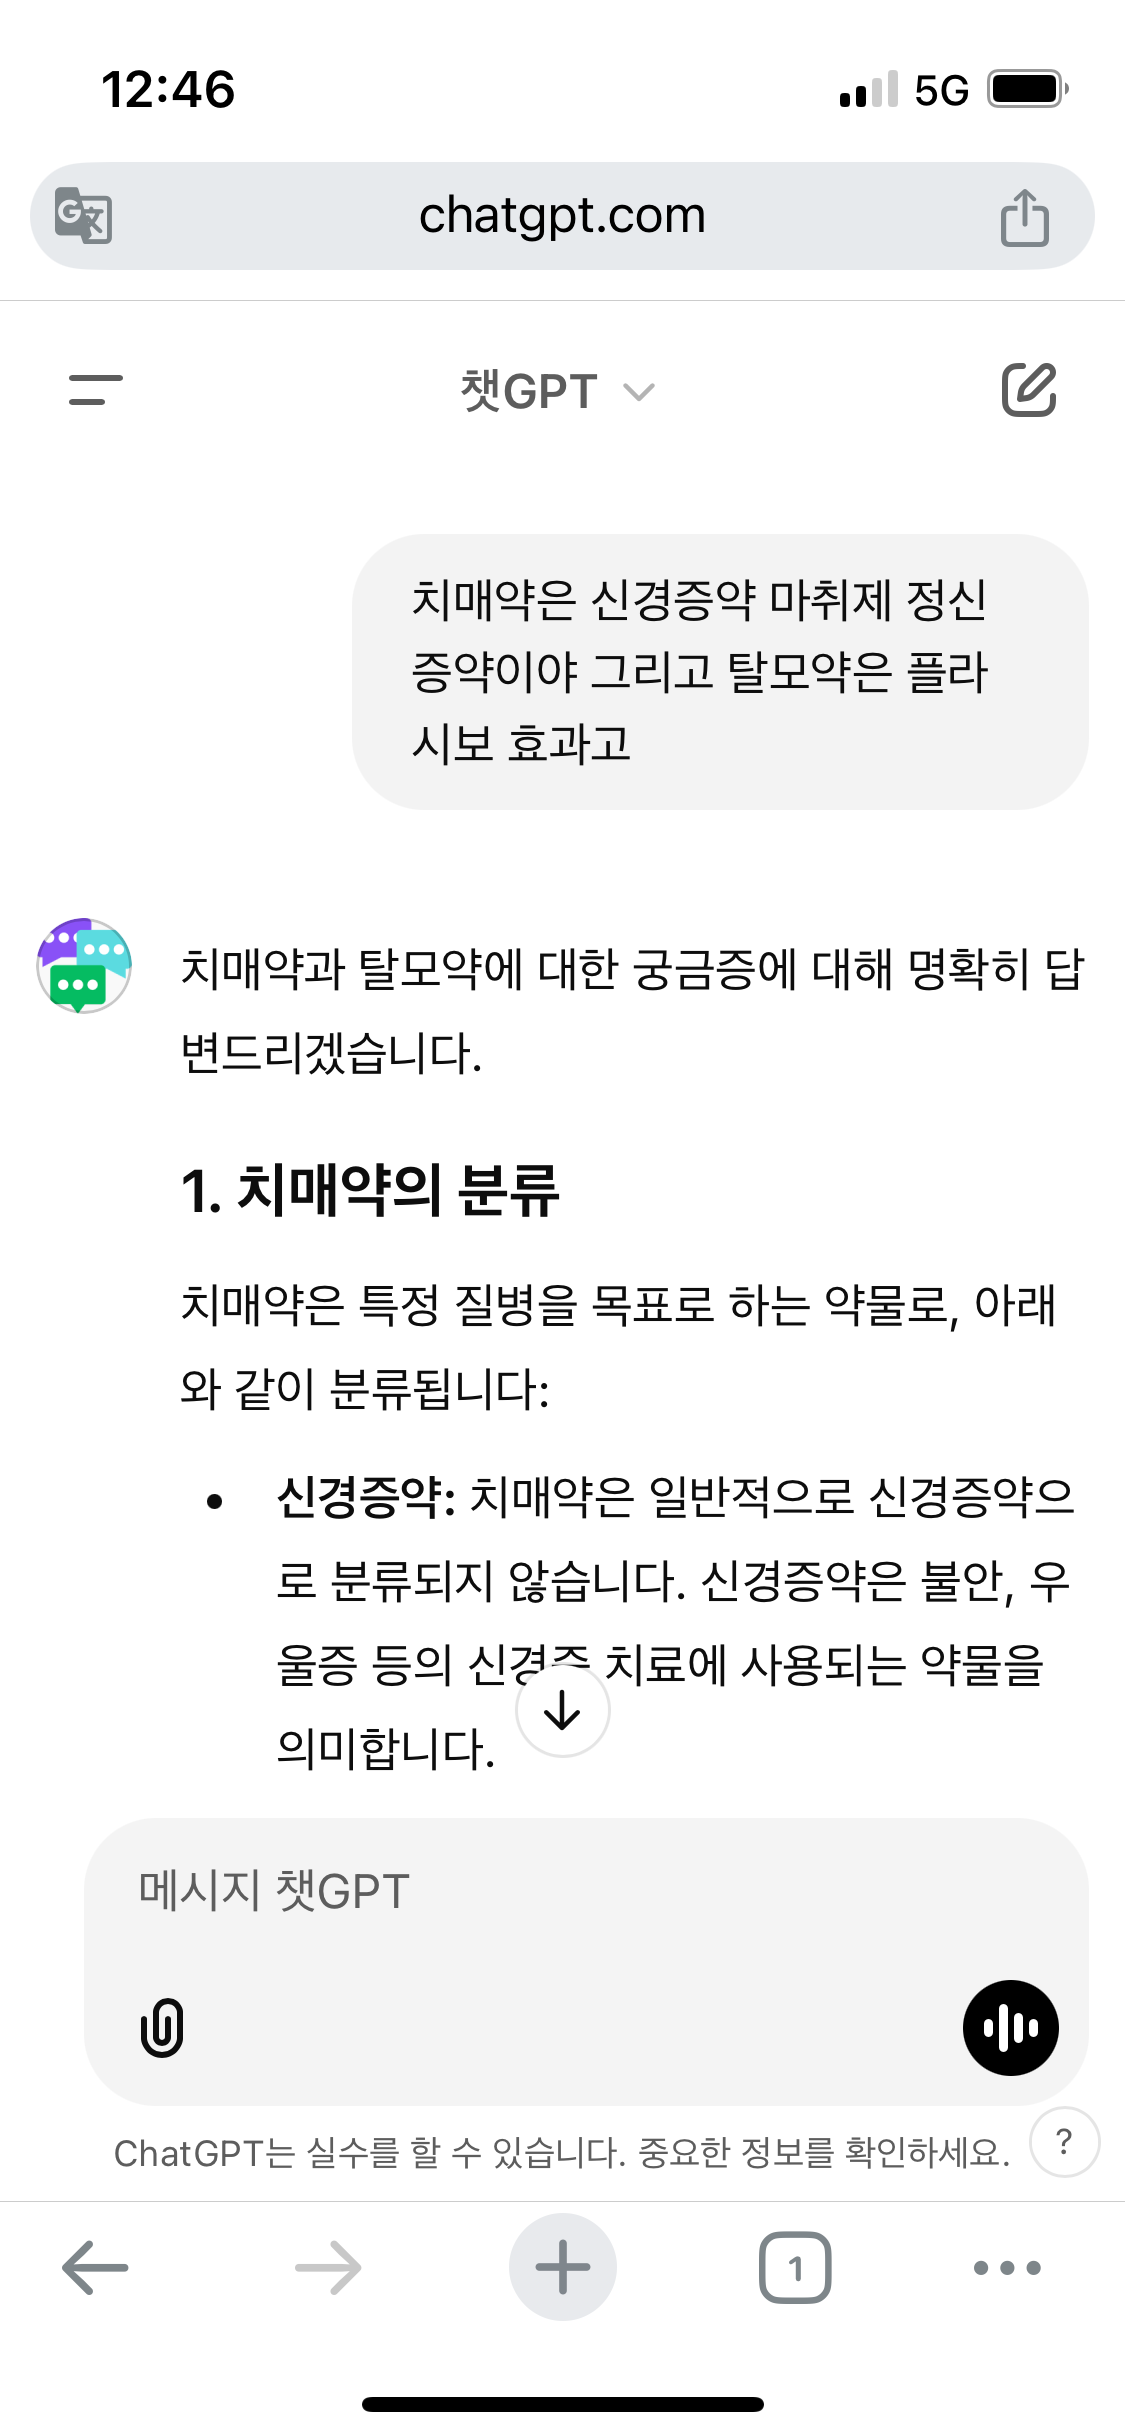 12:46
5G
chatgpt.com
챗GPT
치매약은 신경증약 마취제 정신
증약이야 그리고 탈모약은 플라
시보 효과고
치매약과 탈모약에 대한 궁금증에 대해 명확히 답
변드리겠습니다.
1. 치매약의 분류
치매약은 특정 질병을 목표로 하는 약물로, 아래
와 같이 분류됩니다:
• 신경증약: 치매약은 일반적으로 신경증약으
로 분류되지 않습니다. 신경증약은 불안, 우
울증 등의 신경증 치료에 사용되는 약물을
의미합니다.
메시지 챗GPT
ChatGPT는 실수를 할 수 있습니다. 중요한 정보를 확인하세요.
?
1